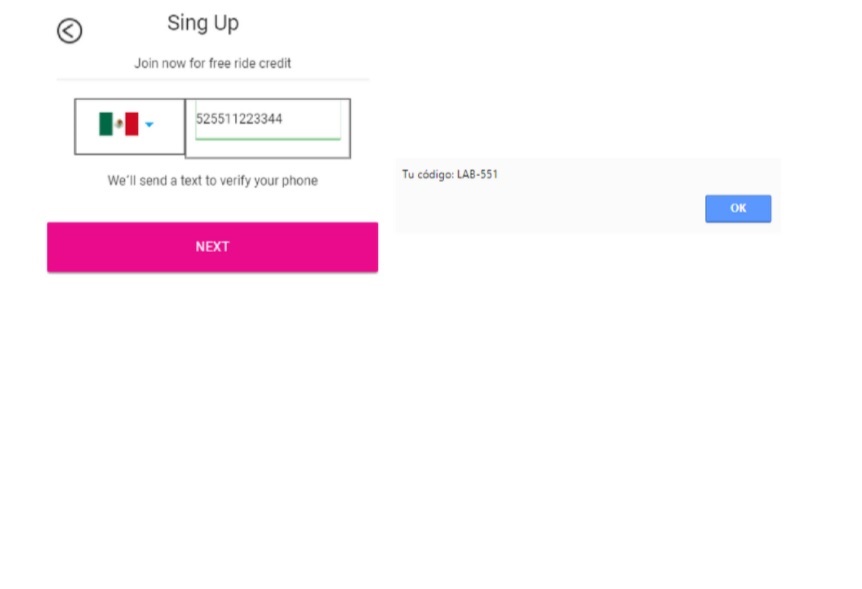 Sing Up
Join now for free ride credit
525511223344
We'll send a text to verify your phone
NEXT
Tu código: LAB-551
OK